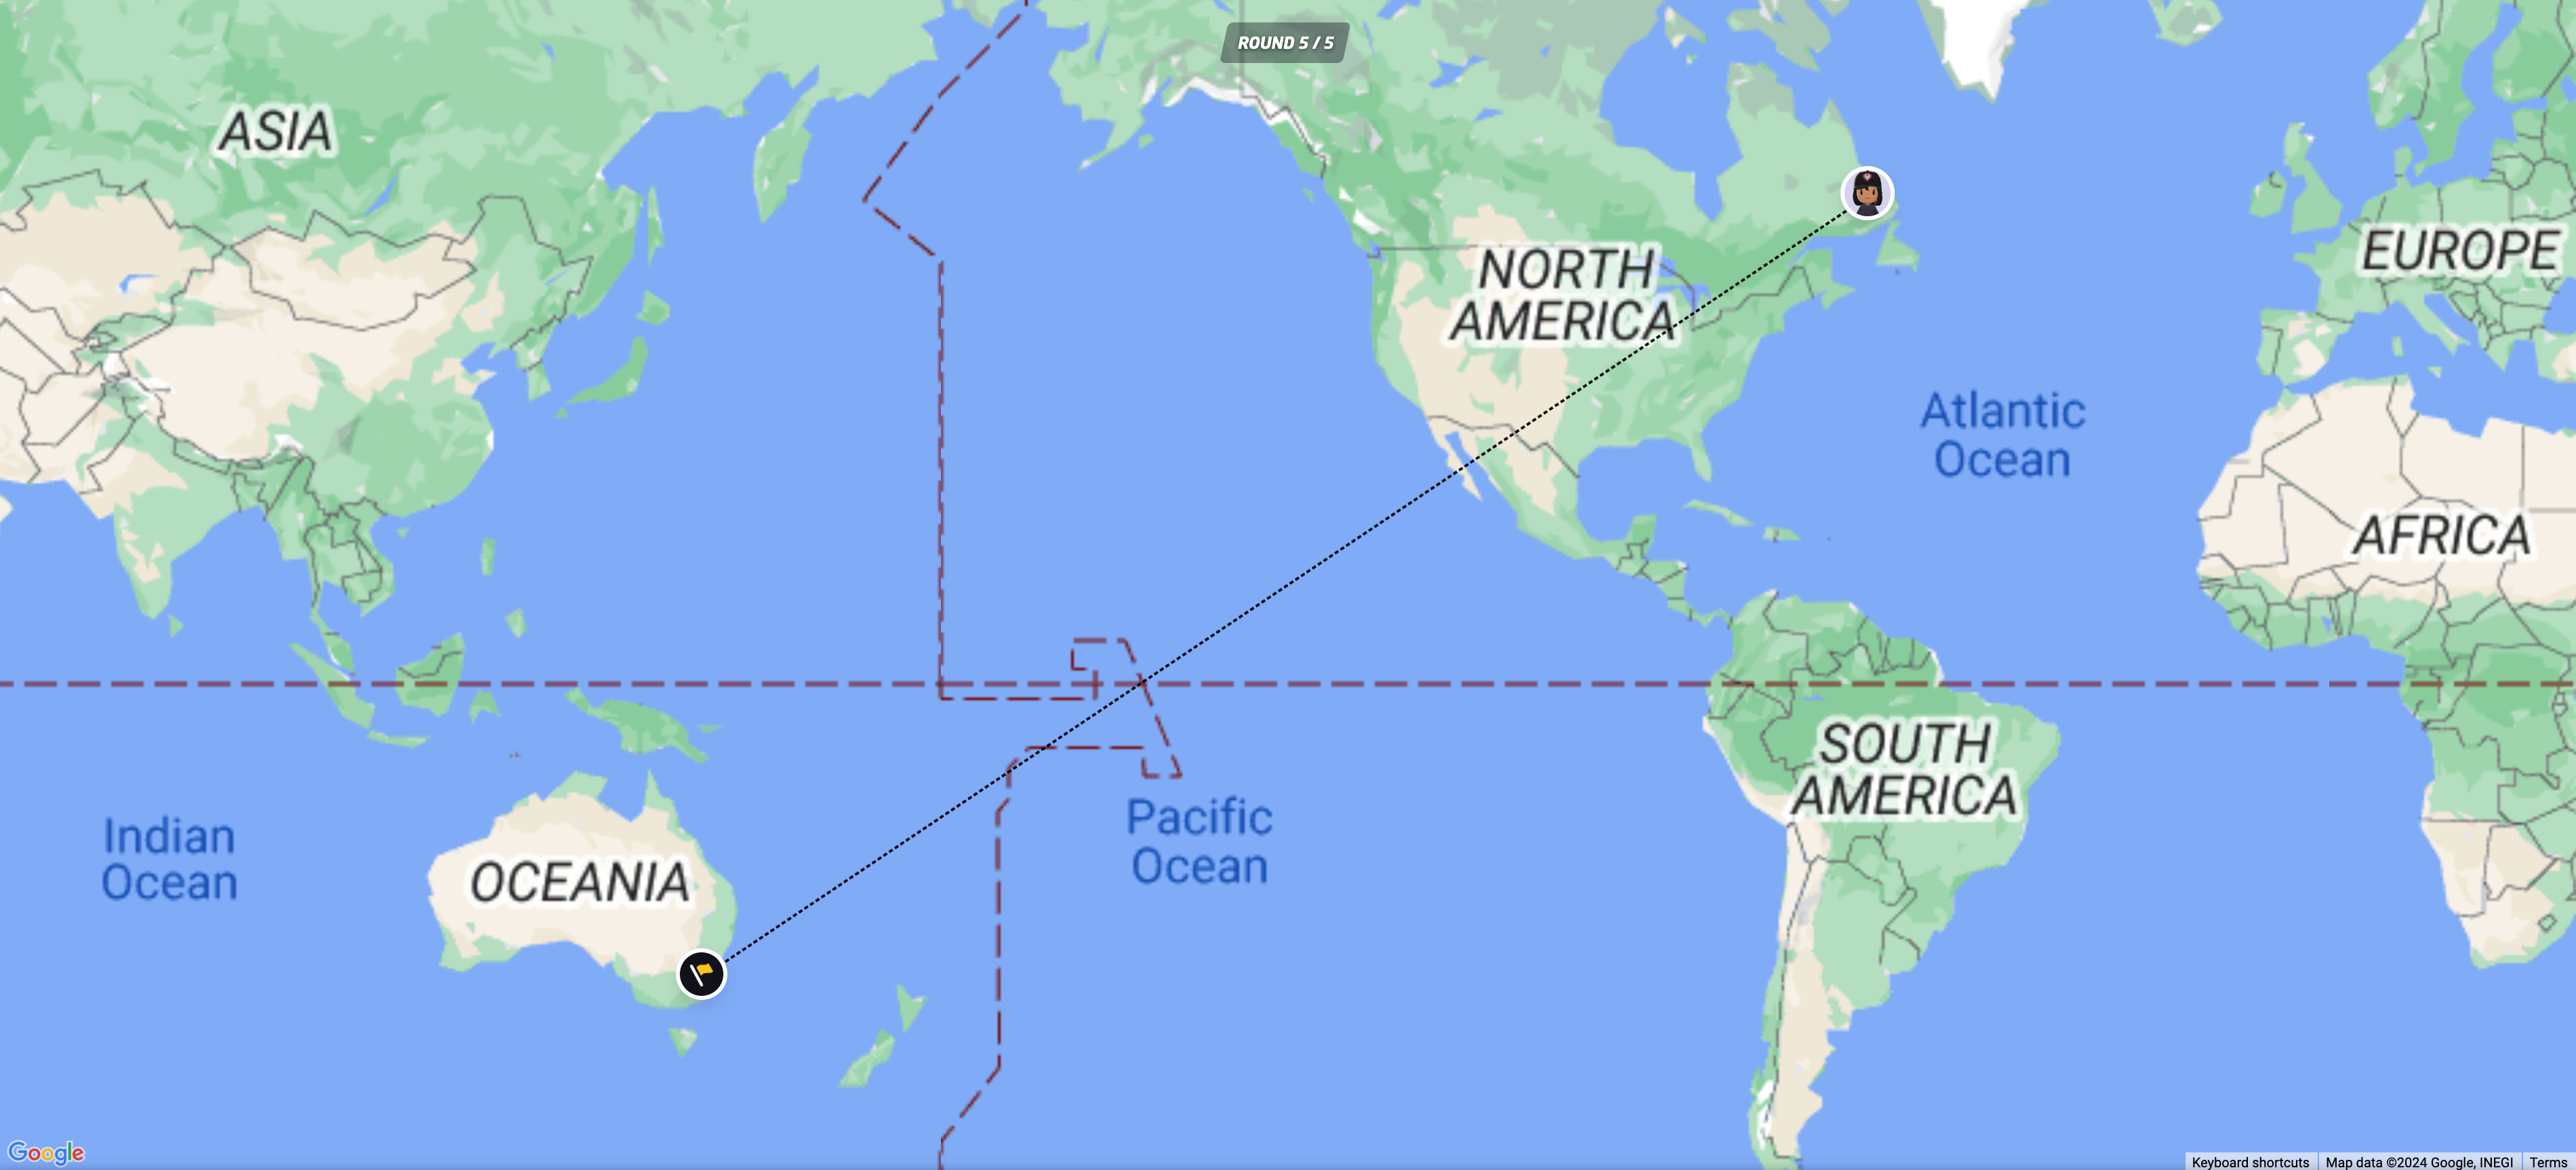 ROUND 5 / 5
ASIA
NORTH
AMERICA
EUROPE
Atlantic
Ocean
AFRICA
SOUTH
AMERICA
Pacific
Ocean
Indian
Ocean
OCEANIA
Google
Keyboard shortcuts
Map data ©2024 Google, INEGI
Terms